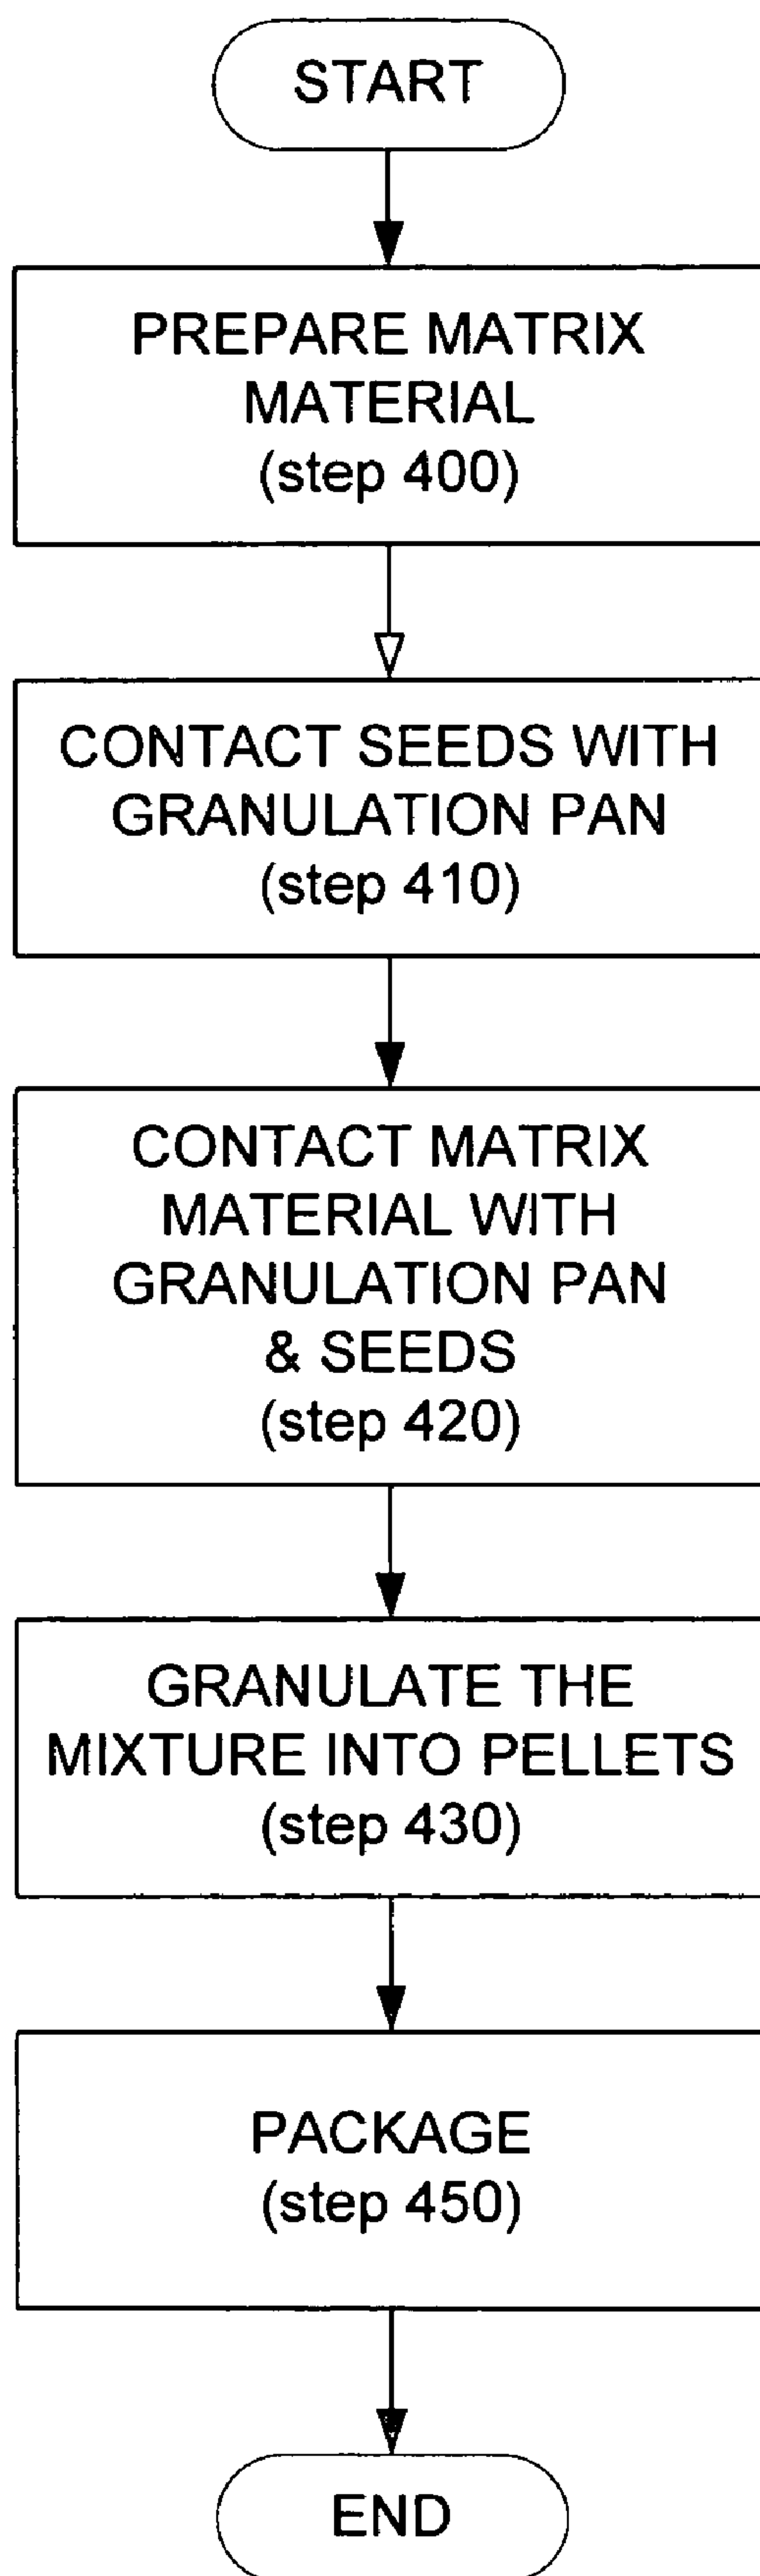 START
PREPARE MATRIX
MATERIAL
(step 400)
CONTACT SEEDS WITH
GRANULATION PAN
(step 410)
CONTACT MATRIX
MATERIAL WITH
GRANULATION PAN
& SEEDS
(step 420)
GRANULATE THE
MIXTURE INTO PELLETS
(step 430)
PACKAGE
(step 450)
END